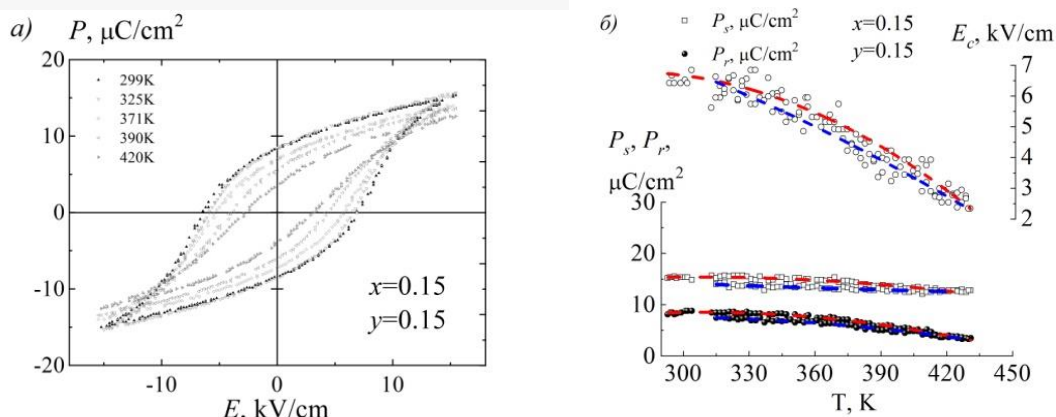 а)
P, μC/cm²
20
10
0
-10
-20
299K
325K
371K
390K
420K
x=0.15
y=0.15
-10
0
10
E, kV/cm
б)
Pₛ, μC/cm²
Pᵣ, μC/cm²
x=0.15
y=0.15
E_c, kV/cm
7
6
5
4
3
2
Pₛ, Pᵣ,
μC/cm²
30
20
10
0
300
330
360
390
420
450
T, K